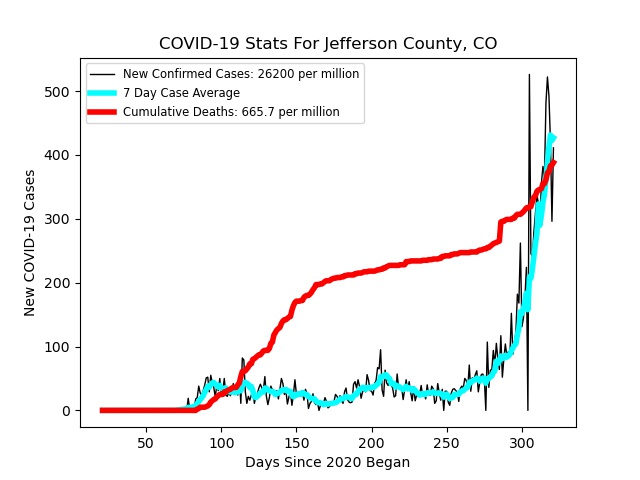 COVID-19 Stats For Jefferson County, CO
New Confirmed Cases: 26200 per million
7 Day Case Average
Cumulative Deaths: 665.7 per million
New COVID-19 Cases
500
400
300
200
100
0
50 100 150 200 250 300
Days Since 2020 Began